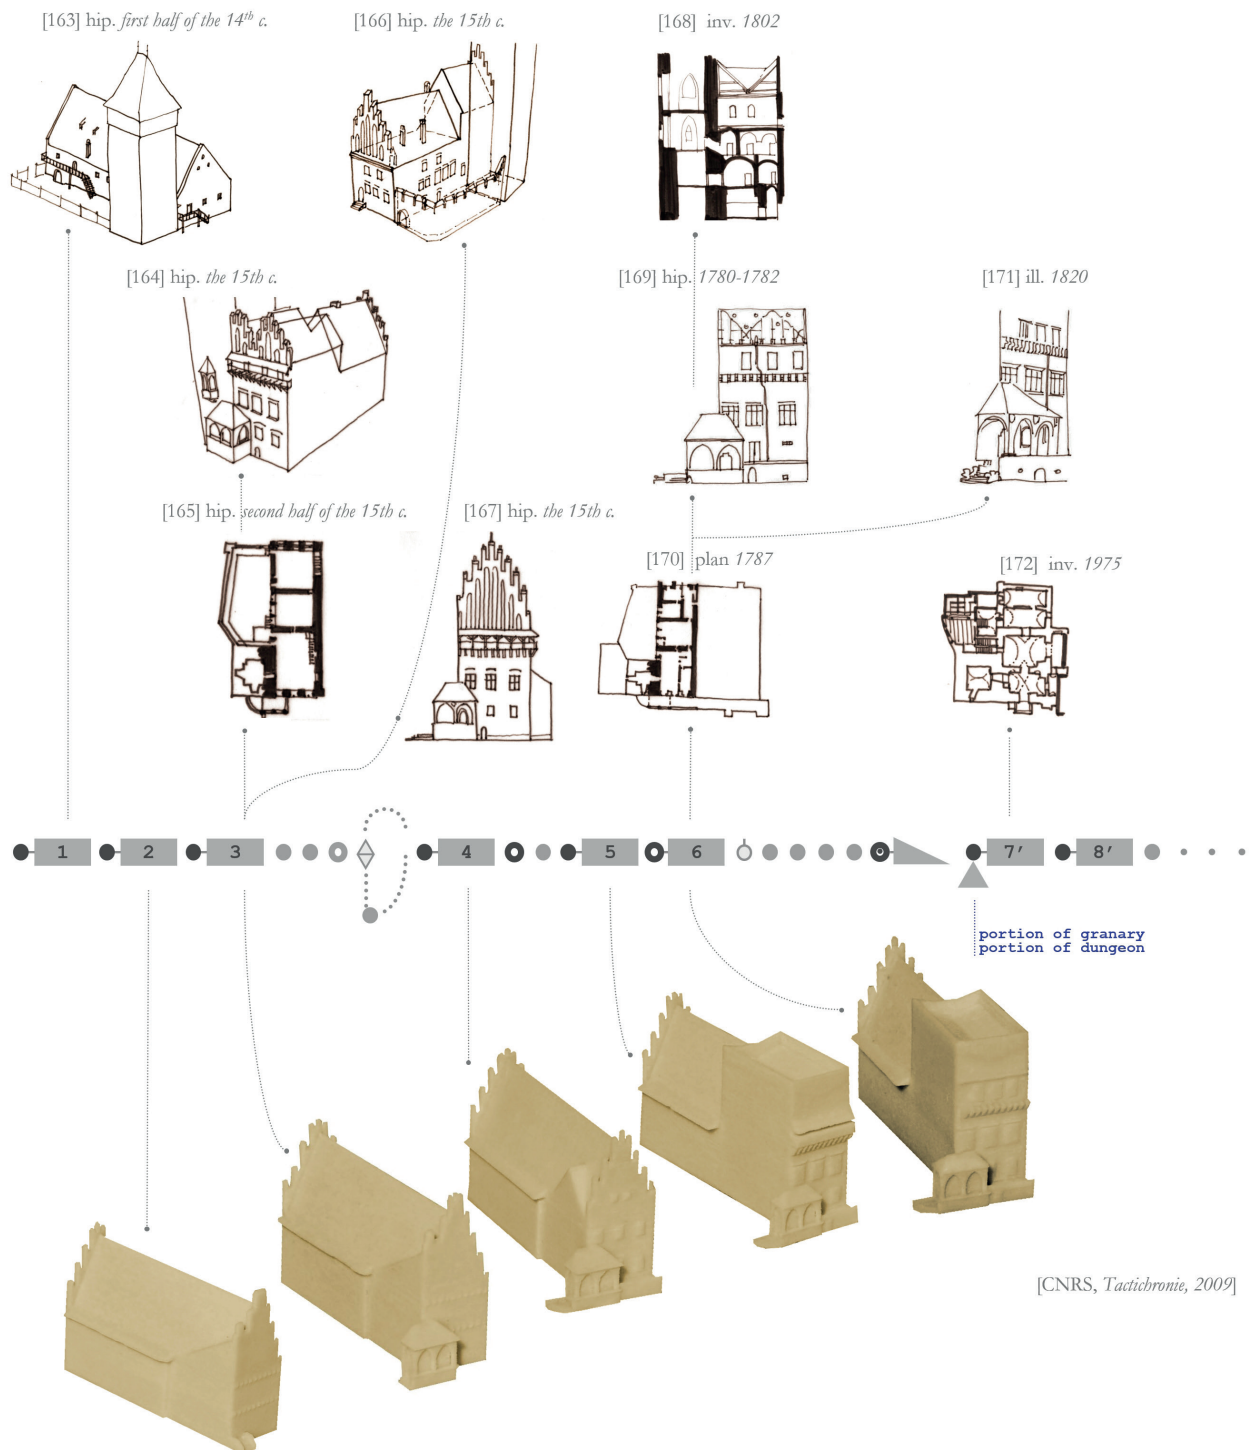 [163] hip. first half of the 14th c.
[166] hip. the 15th c.
[168] inv. 1802
[164] hip. the 15th c.
[169] hip. 1780-1782
[171] ill. 1820
[165] hip. second half of the 15th c.
[167] hip. the 15th c.
[170] plan 1787
[172] inv. 1975
1 2 3 4 5 6 7' 8'
portion of granary
portion of dungeon
[CNRS, Tactichronie, 2009]